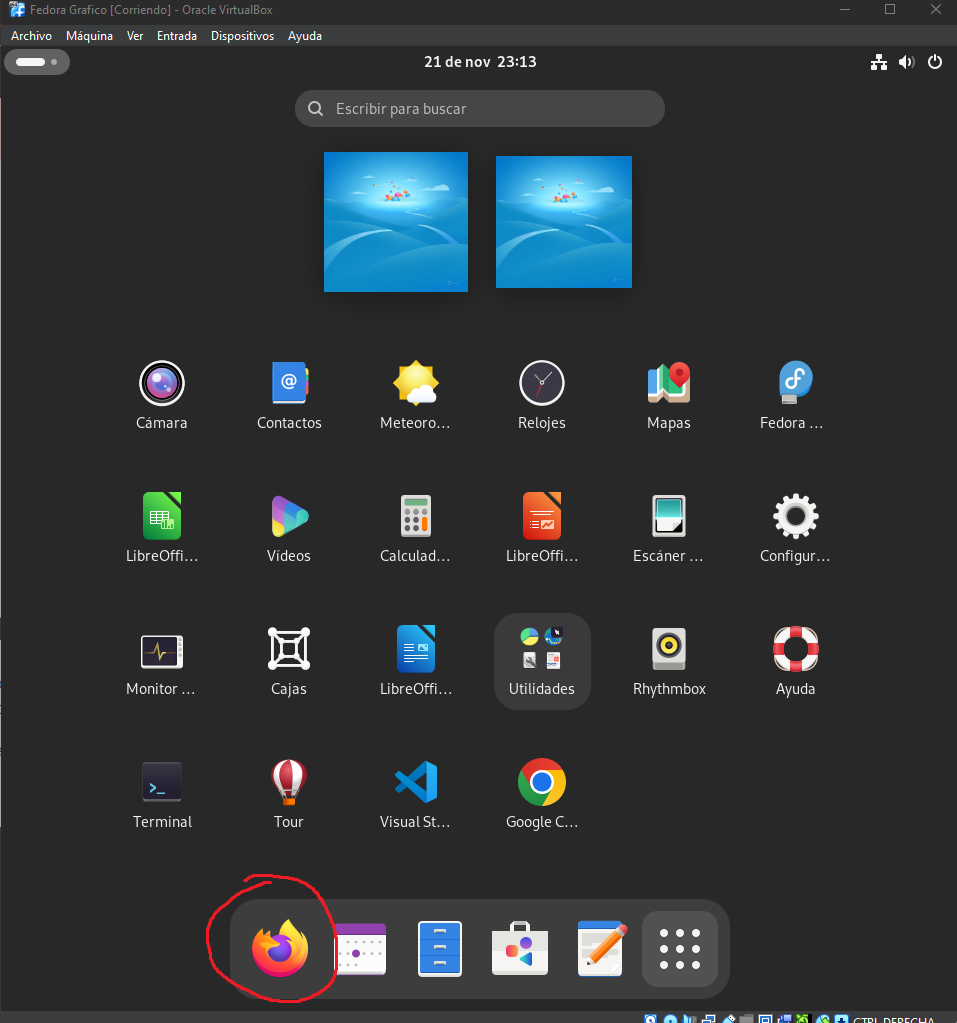 Fedora Grafico [Corriendo] - Oracle VirtualBox
Archivo Máquina Ver Entrada Dispositivos Ayuda
21 de nov 23:13
Escribir para buscar
Cámara Contactos Meteoro... Relojes Mapas Fedora ...
LibreOffi... Vídeos Calculad... LibreOffi... Escáner ... Configur...
Monitor ... Cajas LibreOffi... Utilidades Rhythmbox Ayuda
Terminal Tour Visual St... Google C...
CTRL DERECHA